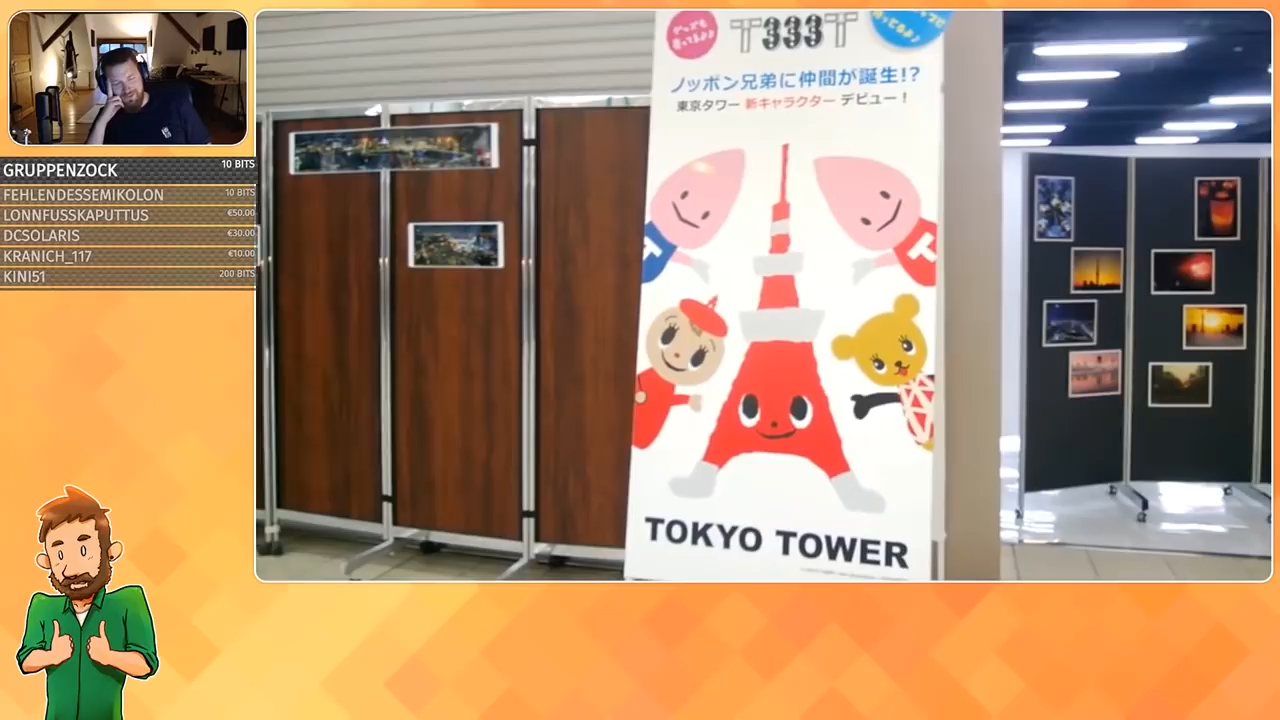 GRUPPENZOCK 10 BITS
FEHLENDESSEMIKOLON 10 BITS
LONNFUSSKAPUTTUS €50.00
DCSOLARIS €30.00
KRANICH_117 €10.00
KINI51 200 BITS
T333T
ノッポン兄弟に仲間が誕生!?
東京タワー 新キャラクター デビュー!
T
T
TOKYO TOWER